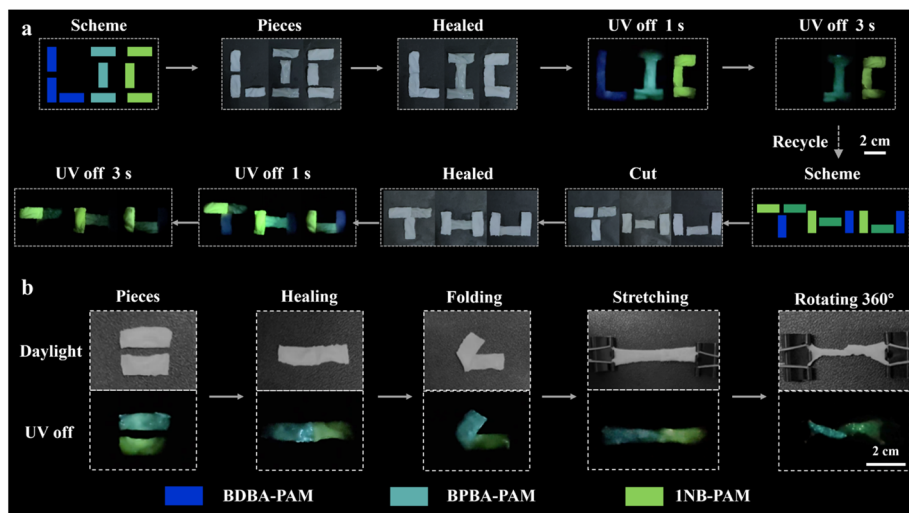 a
Scheme
Pieces
Healed
UV off 1 s
UV off 3 s
Recycle
2 cm
UV off 3 s
UV off 1 s
Healed
Cut
Scheme
b
Pieces
Healing
Folding
Stretching
Rotating 360°
Daylight
UV off
2 cm
BDBA-PAM
BPBA-PAM
1NB-PAM